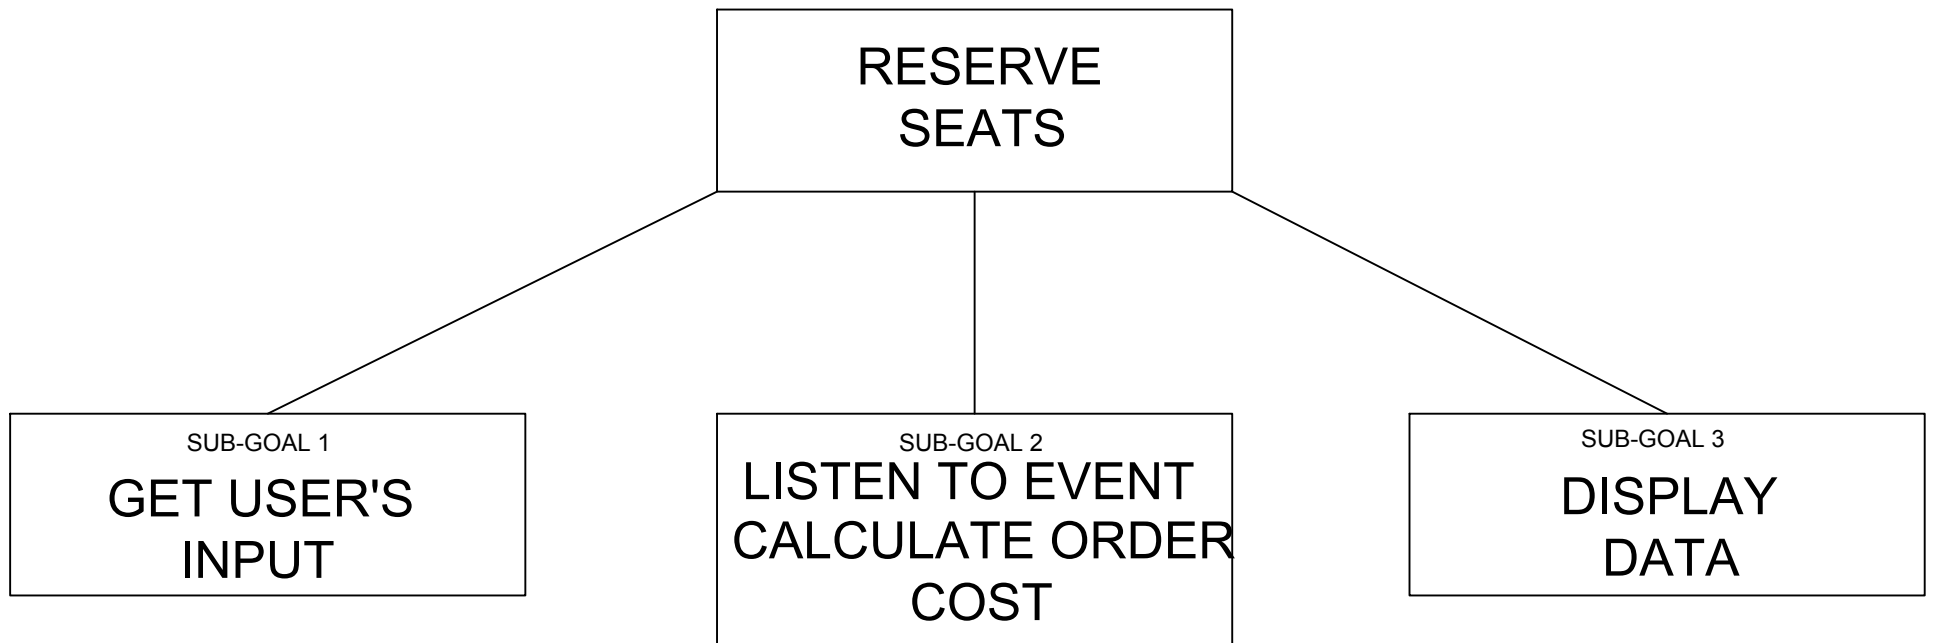 RESERVE
SEATS
SUB-GOAL 1
GET USER'S
INPUT
SUB-GOAL 2
LISTEN TO EVENT
CALCULATE ORDER
COST
SUB-GOAL 3
DISPLAY
DATA